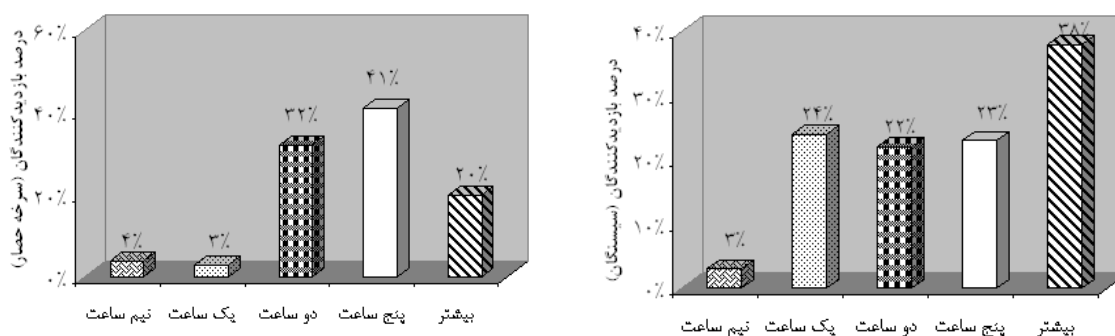 درصد بازدیدکنندگان (سرخه حصار)
۶۰٪
۴۰٪
۲۰٪
۰٪
۴٪
۳٪
۳۲٪
۴۱٪
۲۰٪
نیم ساعت
یک ساعت
دو ساعت
پنج ساعت
بیشتر
درصد بازدیدکنندگان (سیسنگان)
۴۰٪
۳۰٪
۲۰٪
۱۰٪
۰٪
۳٪
۲۴٪
۲۲٪
۲۳٪
۳۸٪
نیم ساعت
یک ساعت
دو ساعت
پنج ساعت
بیشتر